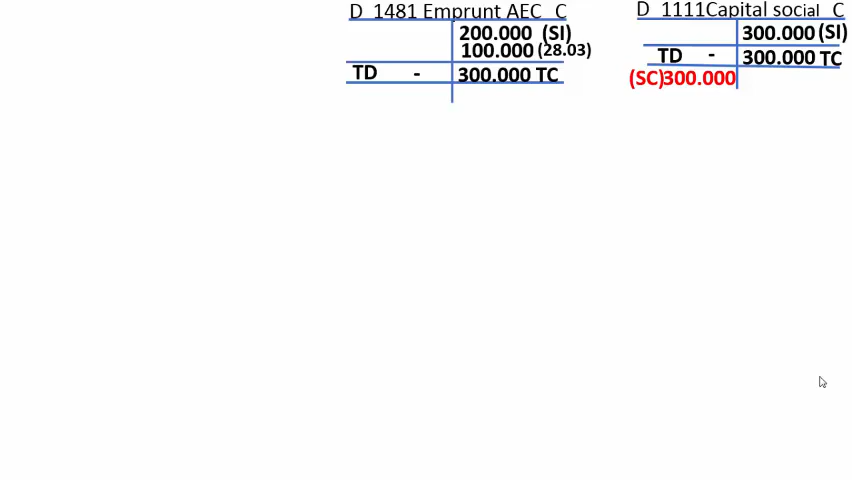 D 1481 Emprunt AEC C
200.000 (SI)
100.000 (28.03)
TD - 300.000 TC
D 1111Capital social C
300.000 (SI)
TD - 300.000 TC
(SC)300.000